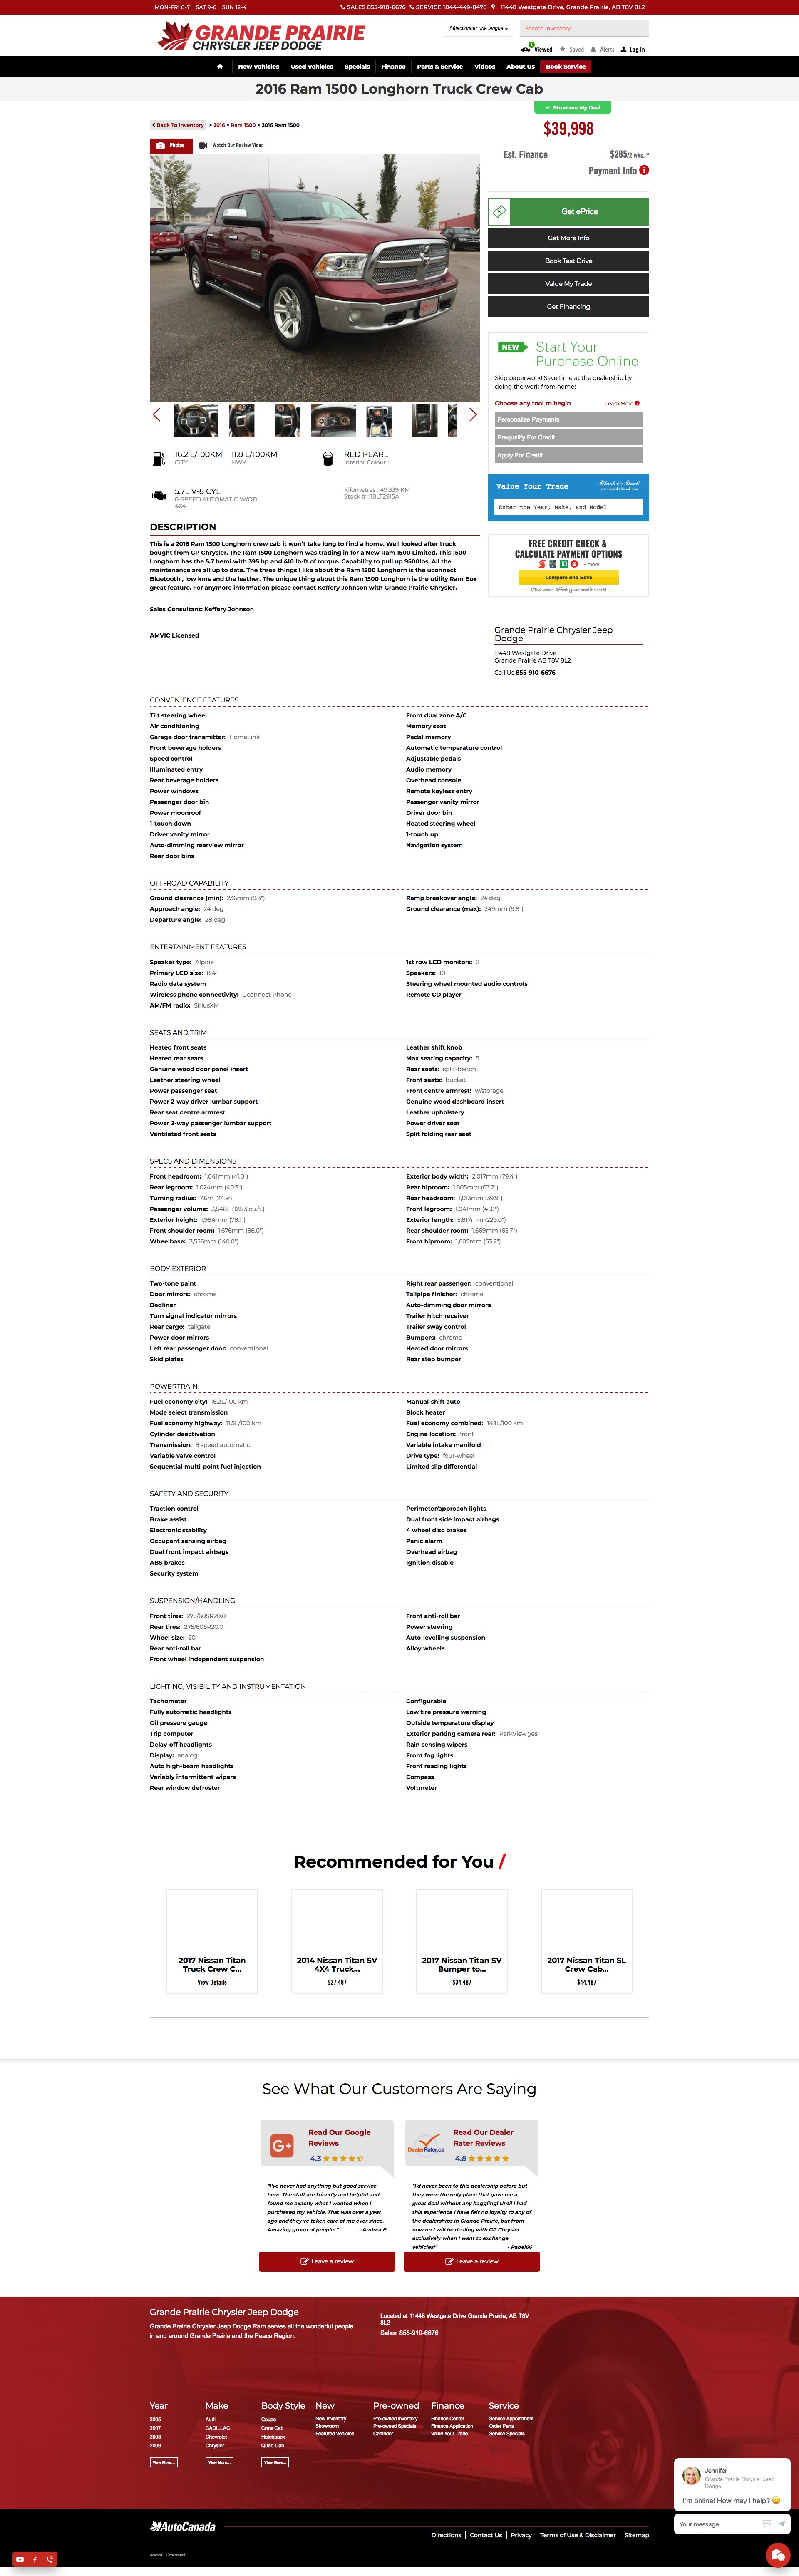 MON-FRI 8-7 SAT 9-6 SUN 12-4
SALES 855-910-6676 SERVICE 1844-449-8478 11448 Westgate Drive, Grande Prairie, AB T8V 8L2
GRANDE PRAIRIE
CHRYSLER JEEP DODGE
Sélectionner une langue
Search Inventory
Viewed Saved Alerts Log In
New Vehicles Used Vehicles Specials Finance Parts & Service Videos About Us Book Service
2016 Ram 1500 Longhorn Truck Crew Cab
Structure My Deal
Back To Inventory > 2016 > Ram 1500 > 2016 Ram 1500
$39,998
Photos Watch Our Review Video
Est. Finance $285/2 wks. *
Payment Info
Get ePrice
Get More Info
Book Test Drive
Value My Trade
Get Financing
NEW Start Your
Purchase Online
Skip paperwork! Save time at the dealership by
doing the work from home!
Choose any tool to begin Learn More
Personalize Payments
Prequalify For Credit
Apply For Credit
Value Your Trade
Enter the Year, Make, and Model
FREE CREDIT CHECK &
CALCULATE PAYMENT OPTIONS
+ more
Compare and Save
(This won't affect your credit score)
Grande Prairie Chrysler Jeep
Dodge
11448 Westgate Drive
Grande Prairie AB T8V 8L2
Call Us 855-910-6676
16.2 L/100KM 11.8 L/100KM
CITY HWY
RED PEARL
Interior Colour :
5.7L V-8 CYL
8-SPEED AUTOMATIC W/OD
4X4
Kilometres : 49,339 KM
Stock # : 18LT2915A
DESCRIPTION
This is a 2016 Ram 1500 Longhorn crew cab it won't take long to find a home. Well looked after truck
bought from GP Chrysler. The Ram 1500 Longhorn was trading in for a New Ram 1500 Limited. This 1500
Longhorn has the 5.7 hemi with 395 hp and 410 lb-ft of torque. Capability to pull up 9500lbs. All the
maintenance are all up to date. The three things I like about the Ram 1500 Longhorn is the uconnect
Bluetooth , low kms and the leather. The unique thing about this Ram 1500 Longhorn is the utility Ram Box
great feature. For anymore information please contact Keffery Johnson with Grande Prairie Chrysler.
Sales Consultant: Keffery Johnson
AMVIC Licensed
CONVENIENCE FEATURES
Tilt steering wheel
Air conditioning
Garage door transmitter: HomeLink
Front beverage holders
Speed control
Illuminated entry
Rear beverage holders
Power windows
Passenger door bin
Power moonroof
1-touch down
Driver vanity mirror
Auto-dimming rearview mirror
Rear door bins
Front dual zone A/C
Memory seat
Pedal memory
Automatic temperature control
Adjustable pedals
Audio memory
Overhead console
Remote keyless entry
Passenger vanity mirror
Driver door bin
Heated steering wheel
1-touch up
Navigation system
OFF-ROAD CAPABILITY
Ground clearance (min): 236mm (9.3")
Approach angle: 24 deg
Departure angle: 28 deg
Ramp breakover angle: 24 deg
Ground clearance (max): 249mm (9.8")
ENTERTAINMENT FEATURES
Speaker type: Alpine
Primary LCD size: 8.4"
Radio data system
Wireless phone connectivity: Uconnect Phone
AM/FM radio: SiriusXM
1st row LCD monitors: 2
Speakers: 10
Steering wheel mounted audio controls
Remote CD player
SEATS AND TRIM
Heated front seats
Heated rear seats
Genuine wood door panel insert
Leather steering wheel
Power passenger seat
Power 2-way driver lumbar support
Rear seat centre armrest
Power 2-way passenger lumbar support
Ventilated front seats
Leather shift knob
Max seating capacity: 5
Rear seats: split-bench
Front seats: bucket
Front centre armrest: w/storage
Genuine wood dashboard insert
Leather upholstery
Power driver seat
Split folding rear seat
SPECS AND DIMENSIONS
Front headroom: 1,041mm (41.0")
Rear legroom: 1,024mm (40.3")
Turning radius: 7.6m (24.9')
Passenger volume: 3,548L (125.3 cu.ft.)
Exterior height: 1,984mm (78.1")
Front shoulder room: 1,676mm (66.0")
Wheelbase: 3,556mm (140.0")
Exterior body width: 2,017mm (79.4")
Rear hiproom: 1,605mm (63.2")
Rear headroom: 1,013mm (39.9")
Front legroom: 1,041mm (41.0")
Exterior length: 5,817mm (229.0")
Rear shoulder room: 1,669mm (65.7")
Front hiproom: 1,605mm (63.2")
BODY EXTERIOR
Two-tone paint
Door mirrors: chrome
Bedliner
Turn signal indicator mirrors
Rear cargo: tailgate
Power door mirrors
Left rear passenger door: conventional
Skid plates
Right rear passenger: conventional
Tailpipe finisher: chrome
Auto-dimming door mirrors
Trailer hitch receiver
Trailer sway control
Bumpers: chrome
Heated door mirrors
Rear step bumper
POWERTRAIN
Fuel economy city: 16.2L/100 km
Mode select transmission
Fuel economy highway: 11.5L/100 km
Cylinder deactivation
Transmission: 8 speed automatic
Variable valve control
Sequential multi-point fuel injection
Manual-shift auto
Block heater
Fuel economy combined: 14.1L/100 km
Engine location: front
Variable intake manifold
Drive type: four-wheel
Limited slip differential
SAFETY AND SECURITY
Traction control
Brake assist
Electronic stability
Occupant sensing airbag
Dual front impact airbags
ABS brakes
Security system
Perimeter/approach lights
Dual front side impact airbags
4 wheel disc brakes
Panic alarm
Overhead airbag
Ignition disable
SUSPENSION/HANDLING
Front tires: 275/60SR20.0
Rear tires: 275/60SR20.0
Wheel size: 20"
Rear anti-roll bar
Front wheel independent suspension
Front anti-roll bar
Power steering
Auto-levelling suspension
Alloy wheels
LIGHTING, VISIBILITY AND INSTRUMENTATION
Tachometer
Fully automatic headlights
Oil pressure gauge
Trip computer
Delay-off headlights
Display: analog
Auto high-beam headlights
Variably intermittent wipers
Rear window defroster
Configurable
Low tire pressure warning
Outside temperature display
Exterior parking camera rear: ParkView yes
Rain sensing wipers
Front fog lights
Front reading lights
Compass
Voltmeter
Recommended for You /
2017 Nissan Titan
Truck Crew C...
View Details
2014 Nissan Titan SV
4X4 Truck...
$27,487
2017 Nissan Titan SV
Bumper to...
$34,487
2017 Nissan Titan SL
Crew Cab...
$44,487
See What Our Customers Are Saying
G+
Read Our Google
Reviews
4.3
"I've never had anything but good service
here. The staff are friendly and helpful and
found me exactly what I wanted when I
purchased my vehicle. That was over a year
ago and they've taken care of me ever since.
Amazing group of people. " - Andrea F.
Leave a review
DealerRater.ca
Read Our Dealer
Rater Reviews
4.8
"I'd never been to this dealership before but
they were the only place that gave me a
great deal without any haggling! Until I had
this experience I have felt no loyalty to any of
the dealerships in Grande Prairie, but from
now on I will be dealing with GP Chrysler
exclusively when I want to exchange
vehicles!" - Pabel66
Leave a review
Grande Prairie Chrysler Jeep Dodge
Grande Prairie Chrysler Jeep Dodge Ram serves all the wonderful people
in and around Grande Prairie and the Peace Region.
Located at 11448 Westgate Drive Grande Prairie, AB T8V
8L2
Sales: 855-910-6676
Year
2005
2007
2008
2009
View More...
Make
Audi
CADILLAC
Chevrolet
Chrysler
View More...
Body Style
Coupe
Crew Cab
Hatchback
Quad Cab
View More...
New
New Inventory
Showroom
Featured Vehicles
Pre-owned
Pre-owned Inventory
Pre-owned Specials
Carfinder
Finance
Finance Center
Finance Application
Value Your Trade
Service
Service Appointment
Order Parts
Service Specials
Jennifer
Grande Prairie Chrysler Jeep
Dodge
I'm online! How may I help?
Your message
AutoCanada
Directions Contact Us Privacy Terms of Use & Disclaimer Sitemap
AMVIC Licensed